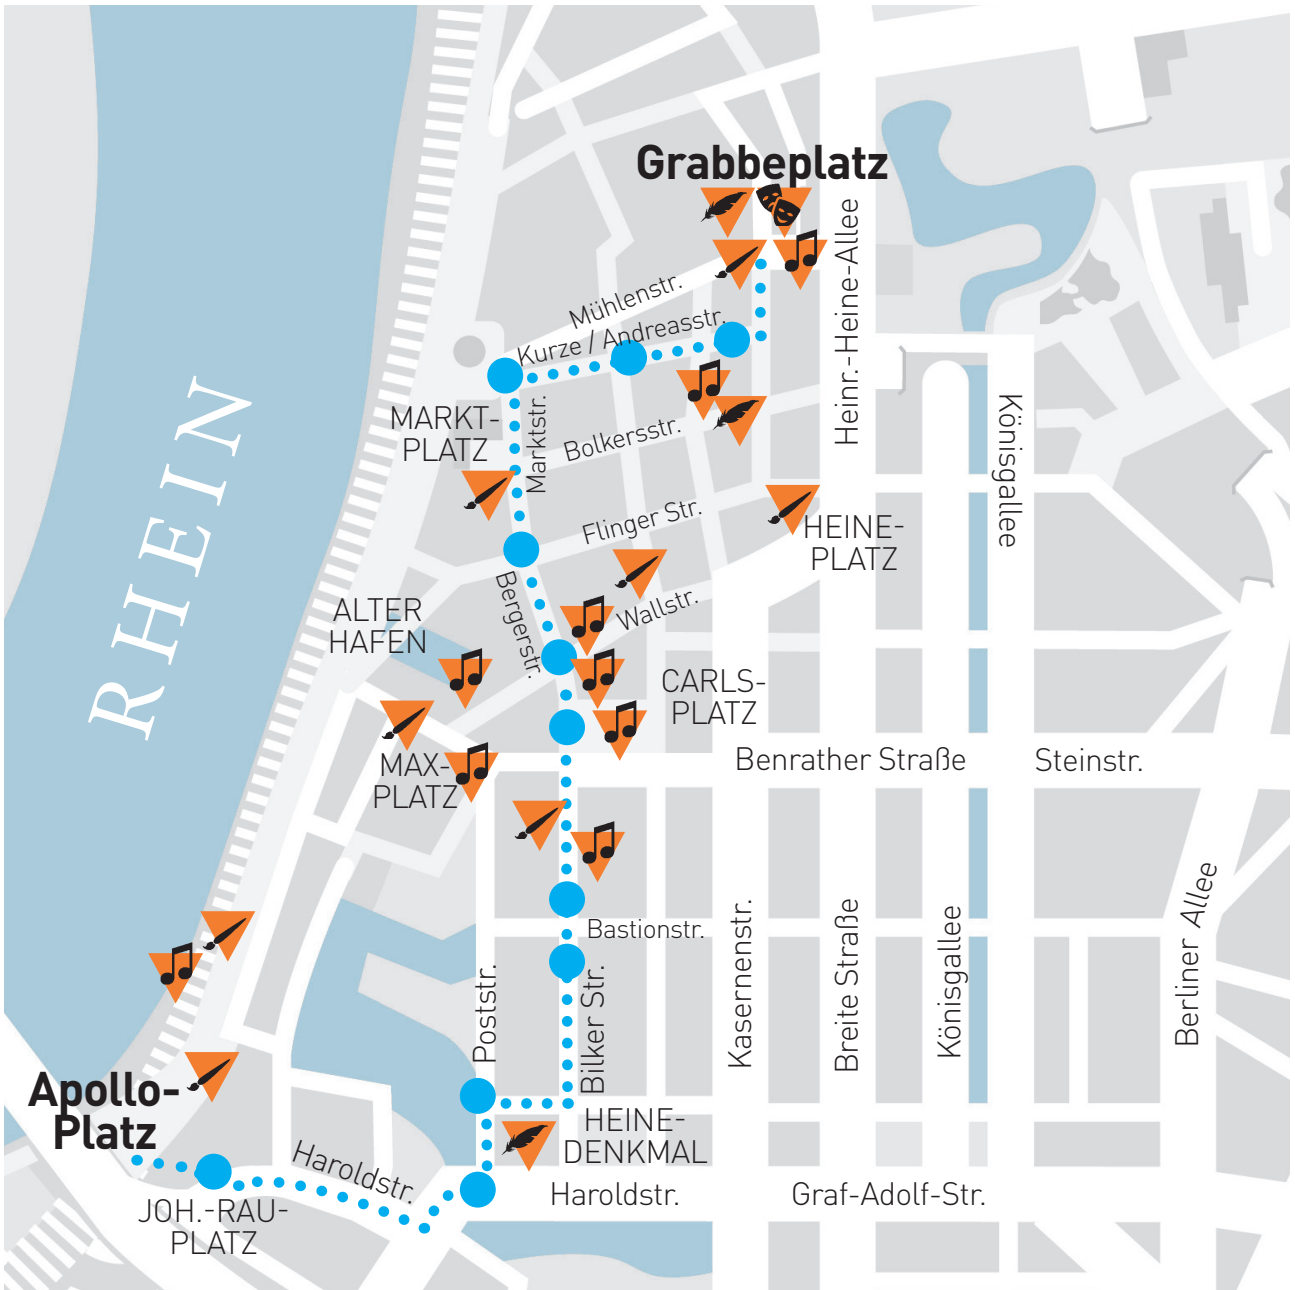 Grabbeplatz
Heinr.-Heine-Allee
Mühlenstr.
Kurze / Andreasstr.
MARKT-
PLATZ
Marktstr.
Bolkersstr.
Könisgallee
RHEIN
Flinger Str.
HEINE-
PLATZ
Bergerstr.
Wallstr.
ALTER
HAFEN
CARLS-
PLATZ
MAX-
PLATZ
Benrather Straße
Steinstr.
Bastionstr.
Poststr.
Bilker Str.
Kasernenstr.
Breite Straße
Könisgallee
Berliner Allee
Apollo-
Platz
HEINE-
DENKMAL
Haroldstr.
Haroldstr.
Graf-Adolf-Str.
JOH.-RAU-
PLATZ